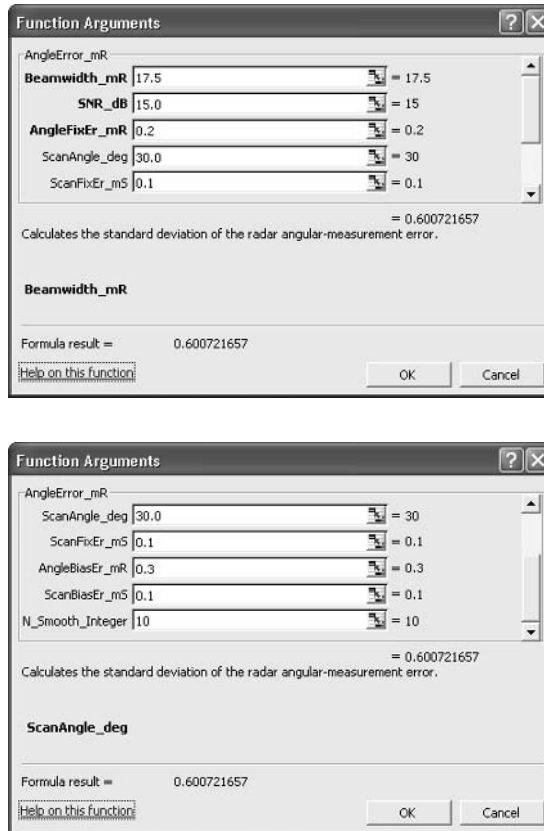 Function Arguments
AngleError_mR
Beamwidth_mR 17.5 = 17.5
SNR_dB 15.0 = 15
AngleFixEr_mR 0.2 = 0.2
ScanAngle_deg 30.0 = 30
ScanFixEr_mS 0.1 = 0.1
= 0.600721657
Calculates the standard deviation of the radar angular-measurement error.
Beamwidth_mR
Formula result = 0.600721657
Help on this function OK Cancel
Function Arguments
AngleError_mR
ScanAngle_deg 30.0 = 30
ScanFixEr_mS 0.1 = 0.1
AngleBiasEr_mR 0.3 = 0.3
ScanBiasEr_mS 0.1 = 0.1
N_Smooth_Integer 10 = 10
= 0.600721657
Calculates the standard deviation of the radar angular-measurement error.
ScanAngle_deg
Formula result = 0.600721657
Help on this function OK Cancel